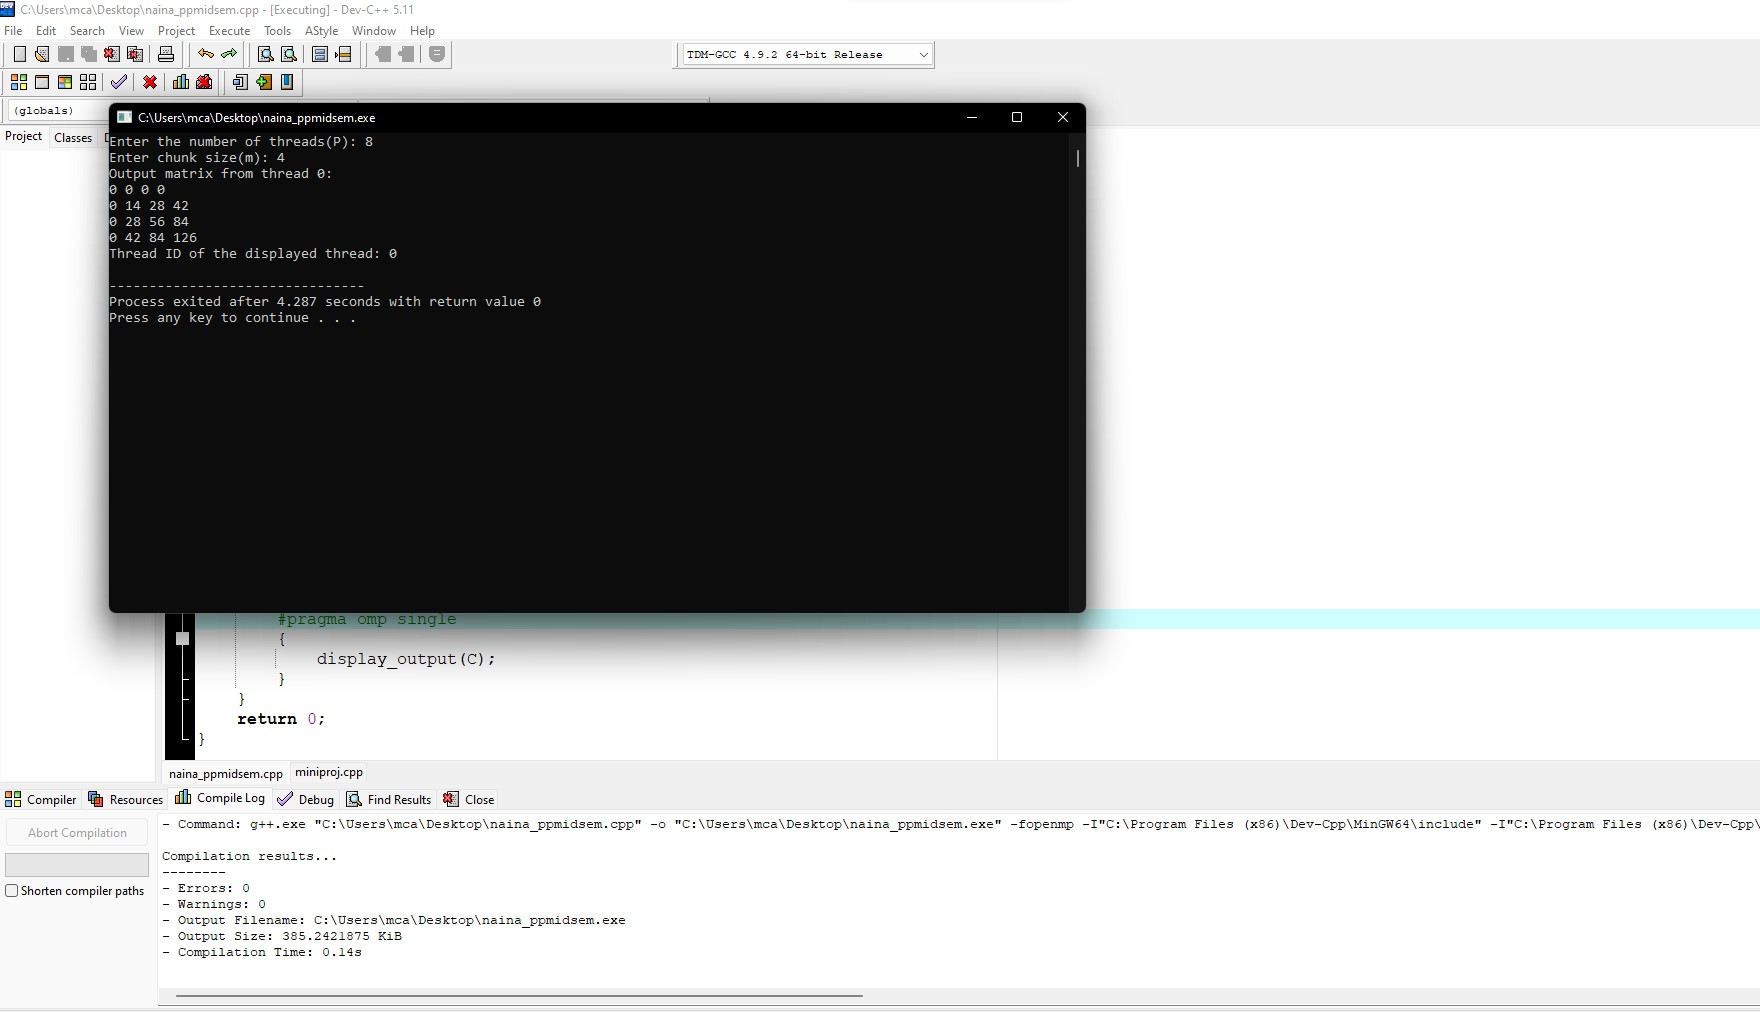 C:\Users\mca\Desktop\naina_ppmidsem.cpp - [Executing] - Dev-C++ 5.11
File Edit Search View Project Execute Tools AStyle Window Help
TDM-GCC 4.9.2 64-bit Release
(globals)
Project Classes
C:\Users\mca\Desktop\naina_ppmidsem.exe
Enter the number of threads(P): 8
Enter chunk size(m): 4
Output matrix from thread 0:
0 0 0 0
0 14 28 42
0 28 56 84
0 42 84 126
Thread ID of the displayed thread: 0
--------------------------------
Process exited after 4.287 seconds with return value 0
Press any key to continue . . .
#pragma omp single
{
display_output(C);
}
}
return 0;
}
naina_ppmidsem.cpp miniproj.cpp
Compiler Resources Compile Log Debug Find Results Close
Abort Compilation
Shorten compiler paths
- Command: g++.exe "C:\Users\mca\Desktop\naina_ppmidsem.cpp" -o "C:\Users\mca\Desktop\naina_ppmidsem.exe" -fopenmp -I"C:\Program Files (x86)\Dev-Cpp\MinGW64\include" -I"C:\Program Files (x86)\Dev-Cpp\
Compilation results...
--------
- Errors: 0
- Warnings: 0
- Output Filename: C:\Users\mca\Desktop\naina_ppmidsem.exe
- Output Size: 385.2421875 KiB
- Compilation Time: 0.14s